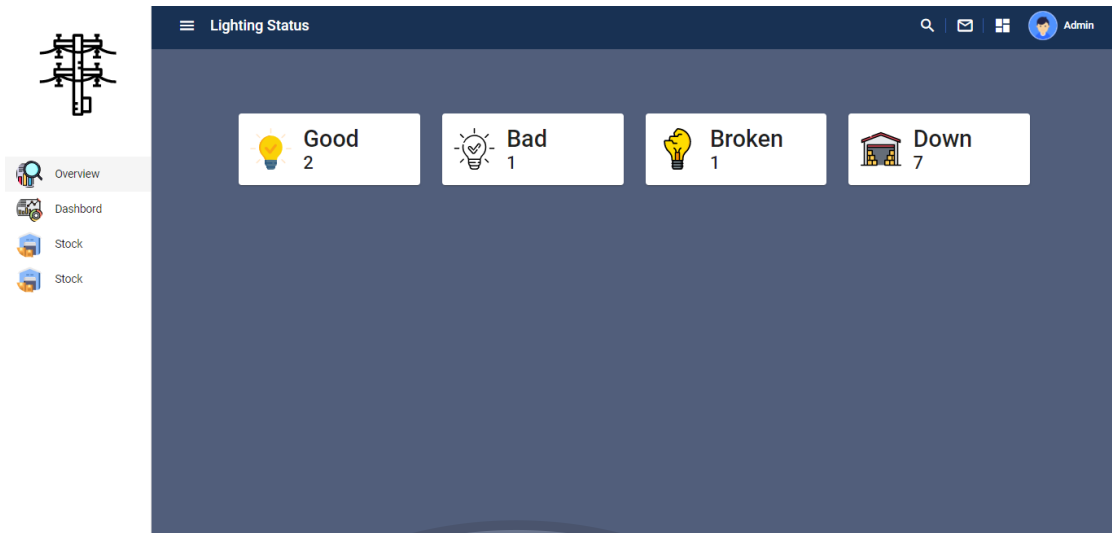 Lighting Status
Admin
Overview
Dashbord
Stock
Stock
Good
2
Bad
1
Broken
1
Down
7